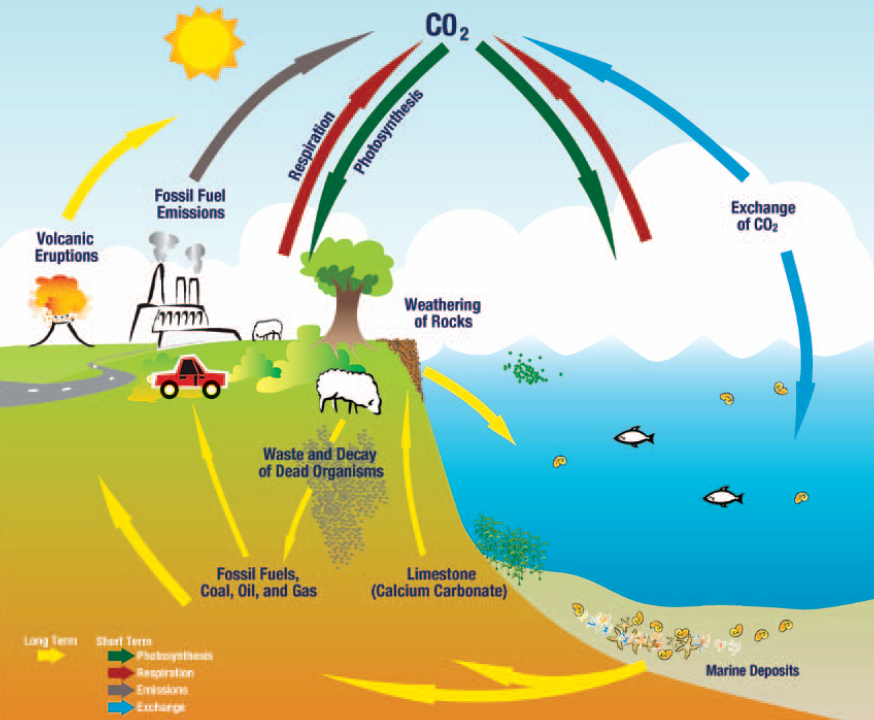 CO₂
Respiration
Photosynthesis
Fossil Fuel
Emissions
Volcanic
Eruptions
Exchange
of CO₂
Weathering
of Rocks
Waste and Decay
of Dead Organisms
Fossil Fuels,
Coal, Oil, and Gas
Limestone
(Calcium Carbonate)
Marine Deposits
Long Term
Short Term
Photosynthesis
Respiration
Emissions
Exchange